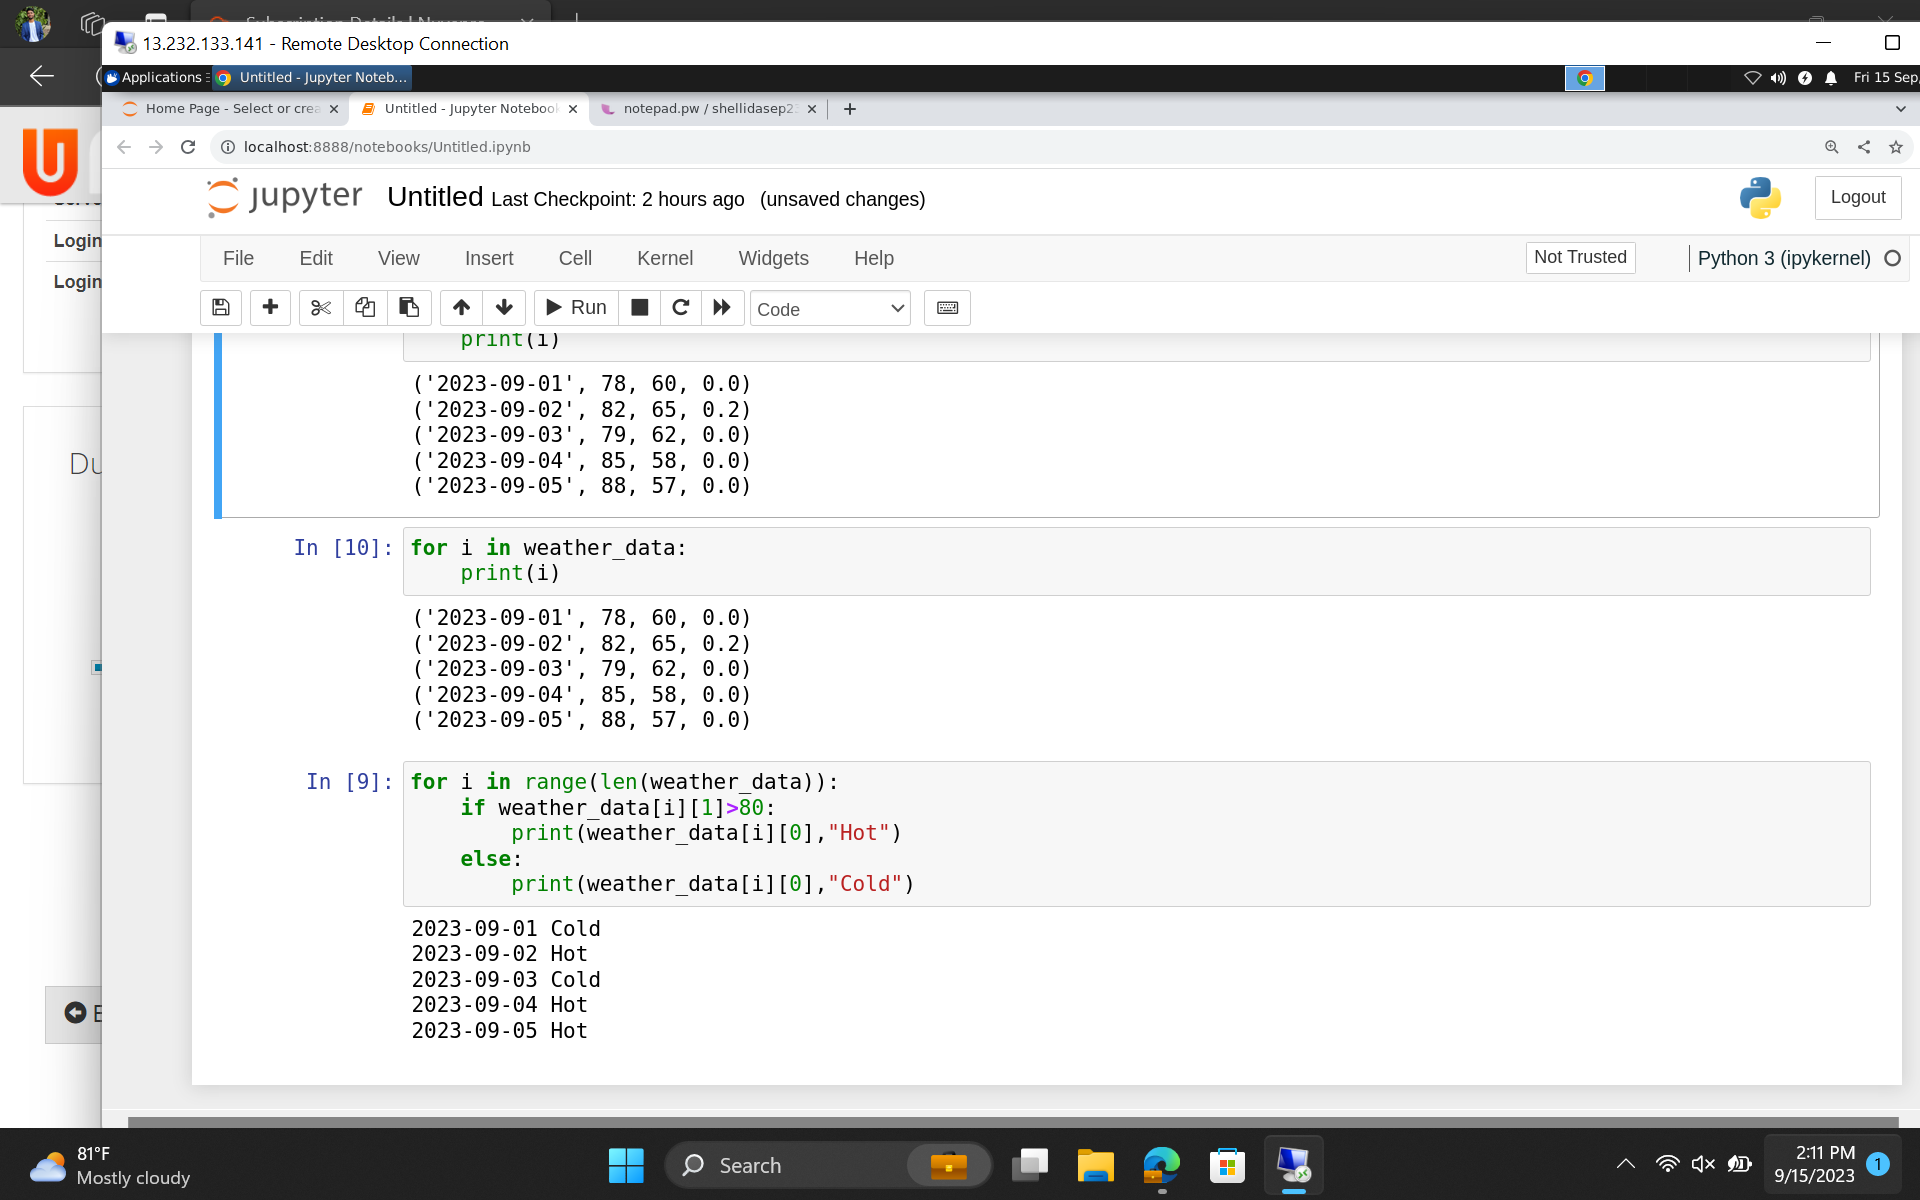 13.232.133.141 - Remote Desktop Connection
Applications
Untitled - Jupyter Noteb...
Fri 15 Sep
Home Page - Select or crea
Untitled - Jupyter Notebook
notepad.pw / shellidasep23
localhost:8888/notebooks/Untitled.ipynb
jupyter Untitled Last Checkpoint: 2 hours ago (unsaved changes)
Logout
Login
Login
File Edit View Insert Cell Kernel Widgets Help
Not Trusted
Python 3 (ipykernel)
Run
Code
print(i)
('2023-09-01', 78, 60, 0.0)
('2023-09-02', 82, 65, 0.2)
('2023-09-03', 79, 62, 0.0)
('2023-09-04', 85, 58, 0.0)
('2023-09-05', 88, 57, 0.0)
In [10]: for i in weather_data:
print(i)
('2023-09-01', 78, 60, 0.0)
('2023-09-02', 82, 65, 0.2)
('2023-09-03', 79, 62, 0.0)
('2023-09-04', 85, 58, 0.0)
('2023-09-05', 88, 57, 0.0)
In [9]: for i in range(len(weather_data)):
if weather_data[i][1]>80:
print(weather_data[i][0],"Hot")
else:
print(weather_data[i][0],"Cold")
2023-09-01 Cold
2023-09-02 Hot
2023-09-03 Cold
2023-09-04 Hot
2023-09-05 Hot
81°F
Mostly cloudy
Search
2:11 PM
9/15/2023
1